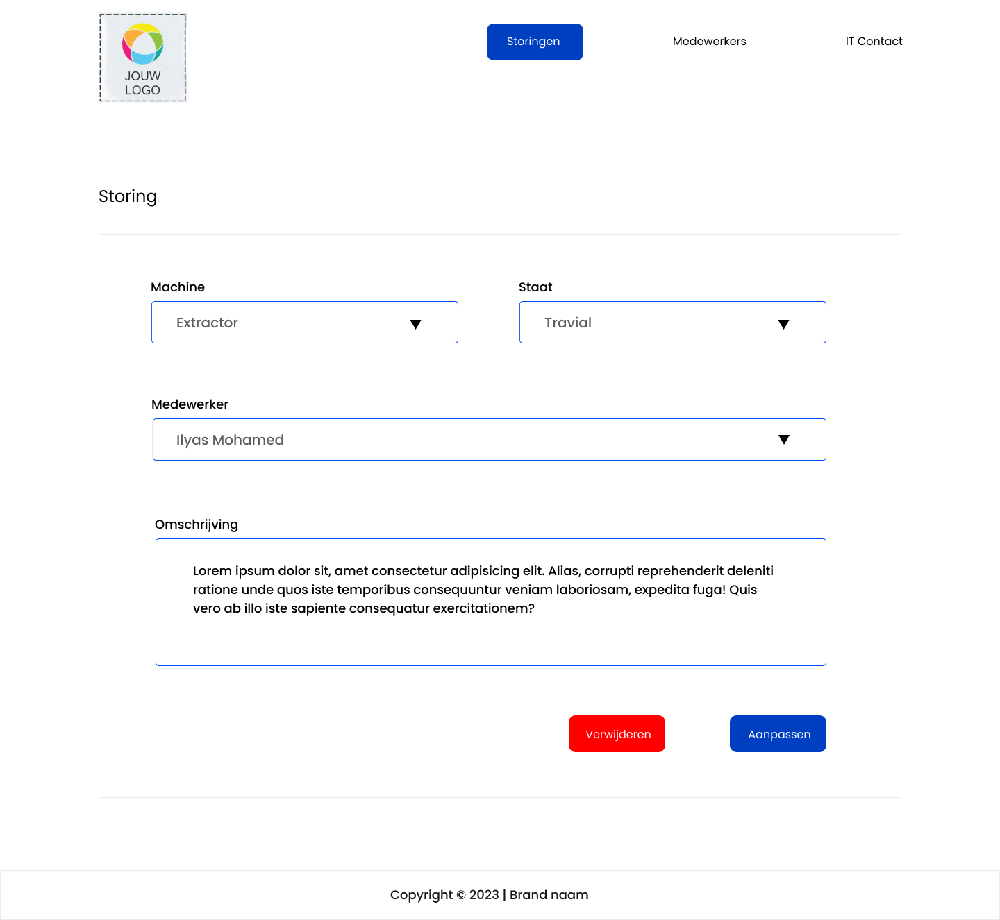 JOUW
LOGO
Storingen
Medewerkers
IT Contact
Storing
Machine
Staat
Extractor
Travial
Medewerker
Ilyas Mohamed
Omschrijving
Lorem ipsum dolor sit, amet consectetur adipisicing elit. Alias, corrupti reprehenderit deleniti
ratione unde quos iste temporibus consequuntur veniam laboriosam, expedita fuga! Quis
vero ab illo iste sapiente consequatur exercitationem?
Verwijderen
Aanpassen
Copyright © 2023 | Brand naam